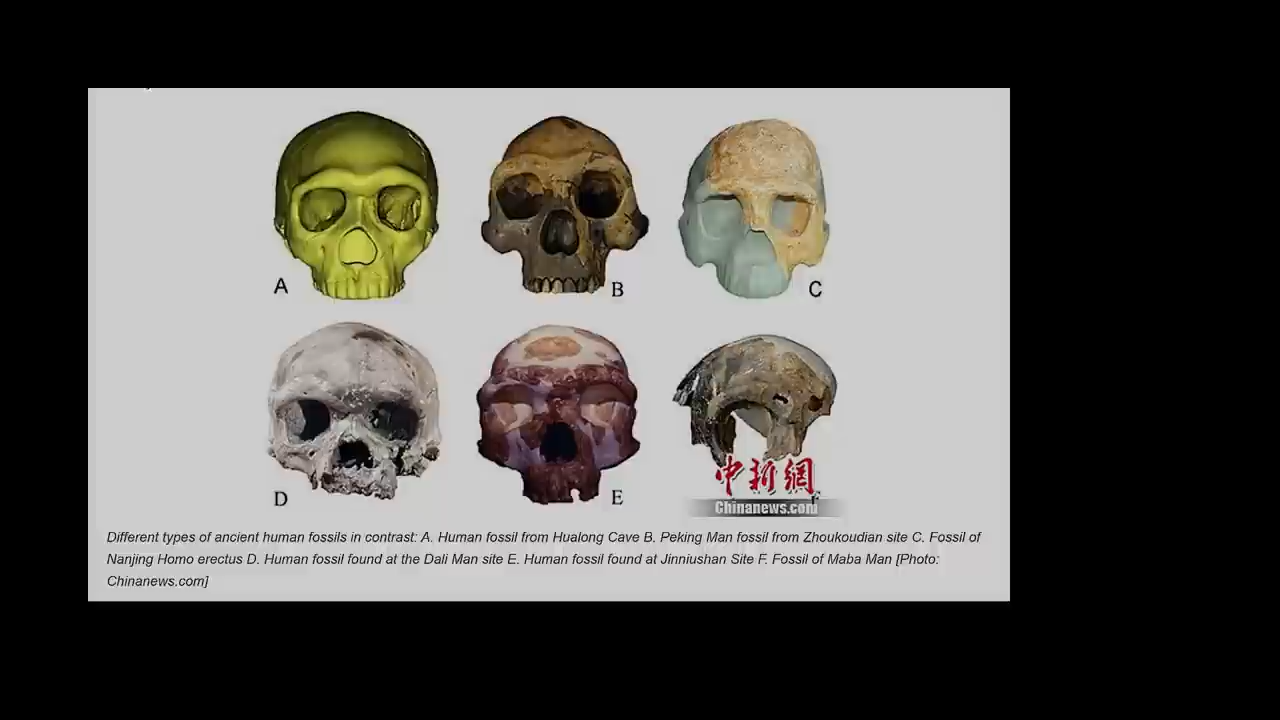 A
B
C
D
E
中新網
F
Chinanews.com
Different types of ancient human fossils in contrast: A. Human fossil from Hualong Cave B. Peking Man fossil from Zhoukoudian site C. Fossil of
Nanjing Homo erectus D. Human fossil found at the Dali Man site E. Human fossil found at Jinniushan Site F. Fossil of Maba Man [Photo:
Chinanews.com]